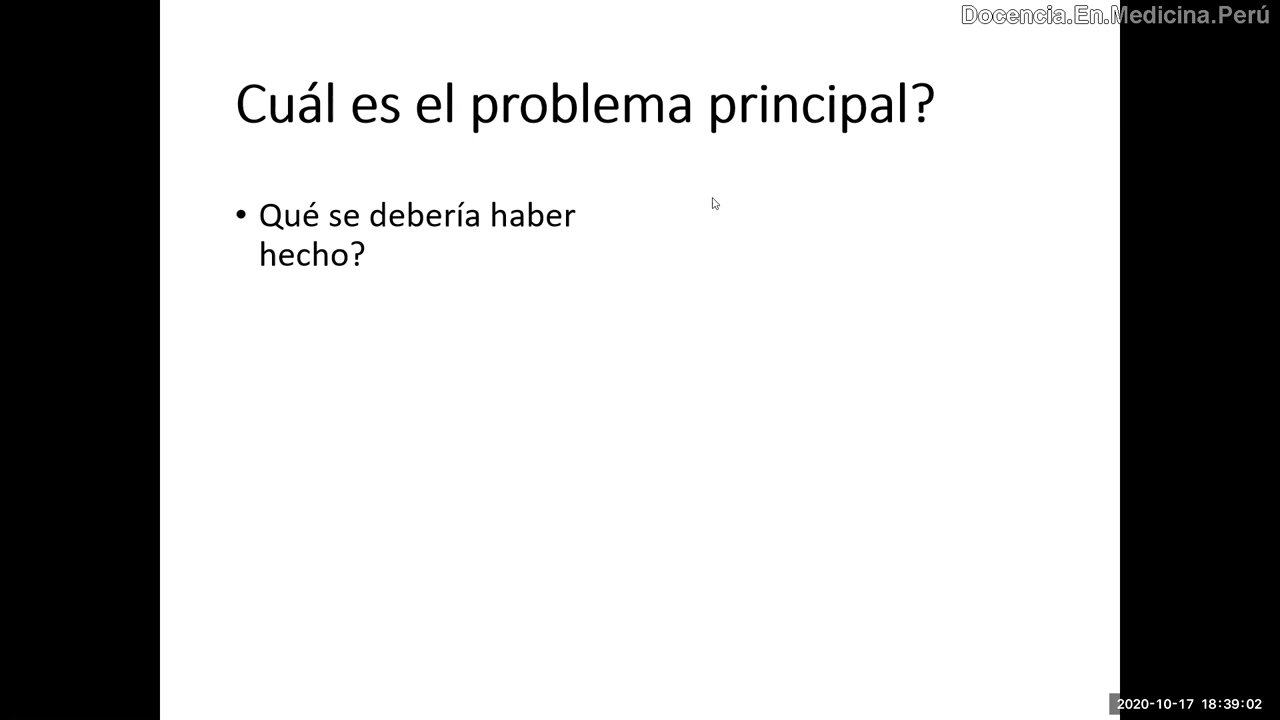 Docencia.En.Medicina.Perú
Cuál es el problema principal?
• Qué se debería haber
hecho?
2020-10-17 18:39:02